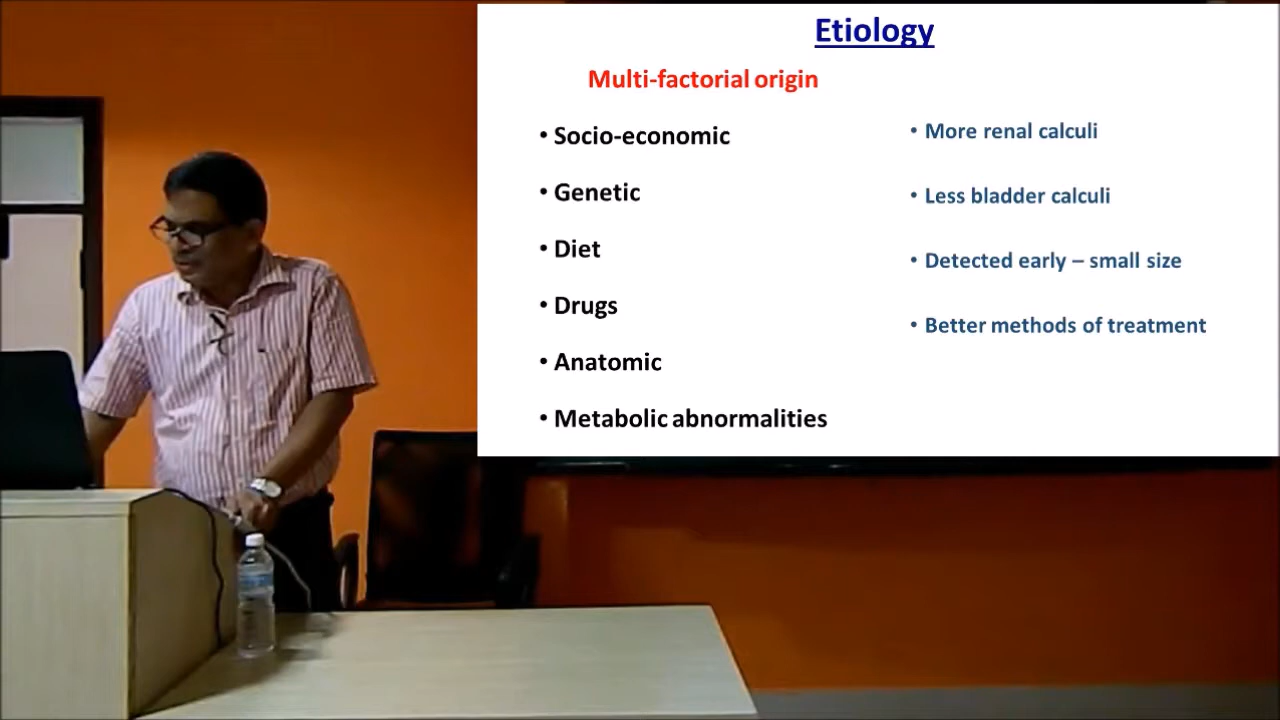 Etiology
Multi-factorial origin
• Socio-economic
• Genetic
• Diet
• Drugs
• Anatomic
• Metabolic abnormalities
• More renal calculi
• Less bladder calculi
• Detected early – small size
• Better methods of treatment